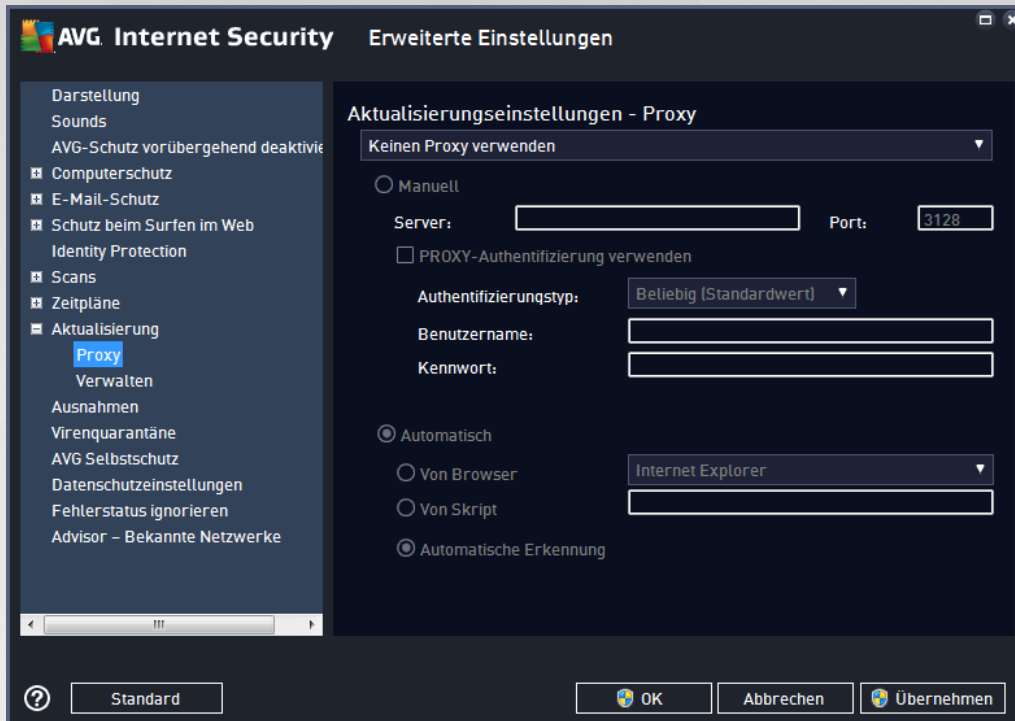 AVG Internet Security Erweiterte Einstellungen
Darstellung
Sounds
AVG-Schutz vorübergehend deaktivie
Computerschutz
E-Mail-Schutz
Schutz beim Surfen im Web
Identity Protection
Scans
Zeitpläne
Aktualisierung
Proxy
Verwalten
Ausnahmen
Virenquarantäne
AVG Selbstschutz
Datenschutzeinstellungen
Fehlerstatus ignorieren
Advisor – Bekannte Netzwerke
Aktualisierungseinstellungen - Proxy
Keinen Proxy verwenden
Manuell
Server: Port: 3128
PROXY-Authentifizierung verwenden
Authentifizierungstyp: Beliebig (Standardwert)
Benutzername:
Kennwort:
Automatisch
Von Browser Internet Explorer
Von Skript
Automatische Erkennung
Standard OK Abbrechen Übernehmen